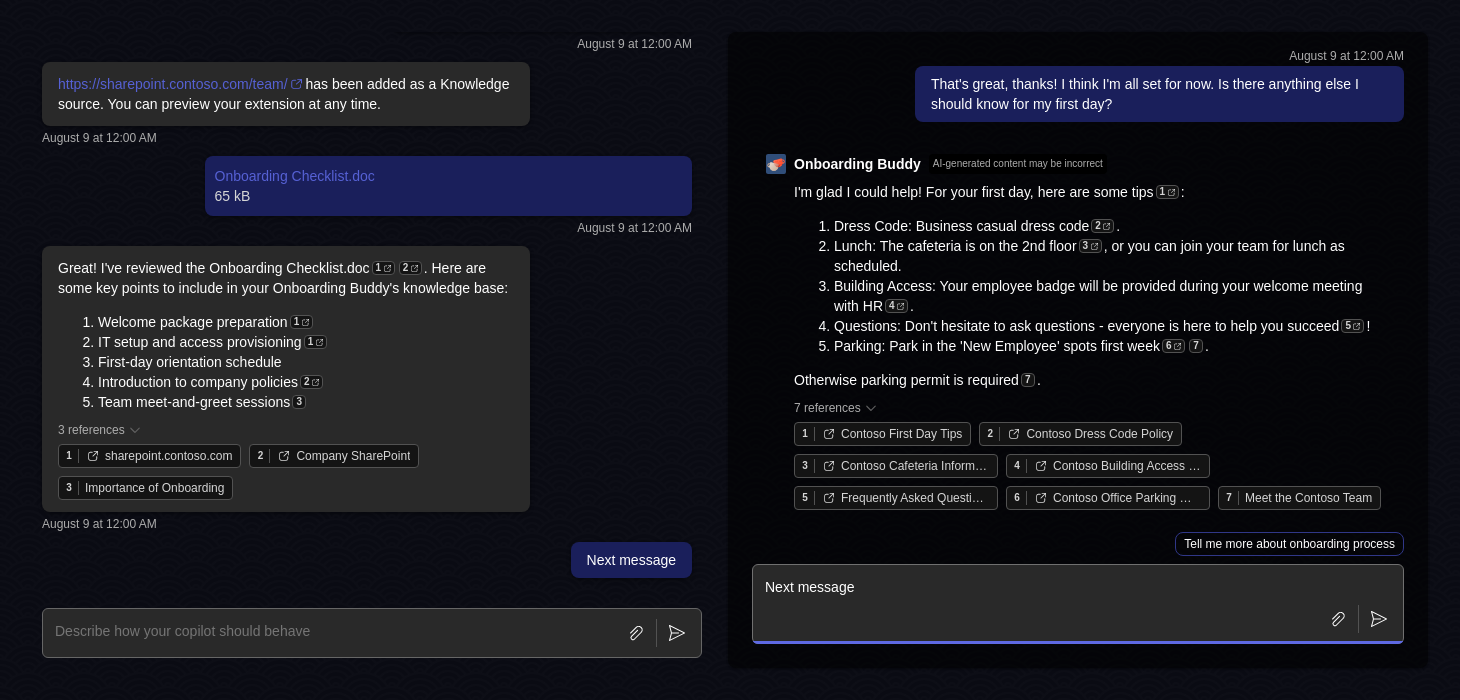 August 9 at 12:00 AM
https://sharepoint.contoso.com/team/ has been added as a Knowledge
source. You can preview your extension at any time.
August 9 at 12:00 AM
Onboarding Checklist.doc
65 kB
August 9 at 12:00 AM
Great! I've reviewed the Onboarding Checklist.doc 1 2 . Here are
some key points to include in your Onboarding Buddy's knowledge base:
1. Welcome package preparation 1
2. IT setup and access provisioning 1
3. First-day orientation schedule
4. Introduction to company policies 2
5. Team meet-and-greet sessions 3
3 references
1 sharepoint.contoso.com 2 Company SharePoint
3 Importance of Onboarding
August 9 at 12:00 AM
Next message
Describe how your copilot should behave
August 9 at 12:00 AM
That's great, thanks! I think I'm all set for now. Is there anything else I
should know for my first day?
Onboarding Buddy AI-generated content may be incorrect
I'm glad I could help! For your first day, here are some tips 1 :
1. Dress Code: Business casual dress code 2 .
2. Lunch: The cafeteria is on the 2nd floor 3 , or you can join your team for lunch as
scheduled.
3. Building Access: Your employee badge will be provided during your welcome meeting
with HR 4 .
4. Questions: Don't hesitate to ask questions - everyone is here to help you succeed 5 !
5. Parking: Park in the 'New Employee' spots first week 6 7 .
Otherwise parking permit is required 7 .
7 references
1 Contoso First Day Tips 2 Contoso Dress Code Policy
3 Contoso Cafeteria Inform… 4 Contoso Building Access …
5 Frequently Asked Questi… 6 Contoso Office Parking … 7 Meet the Contoso Team
Tell me more about onboarding process
Next message